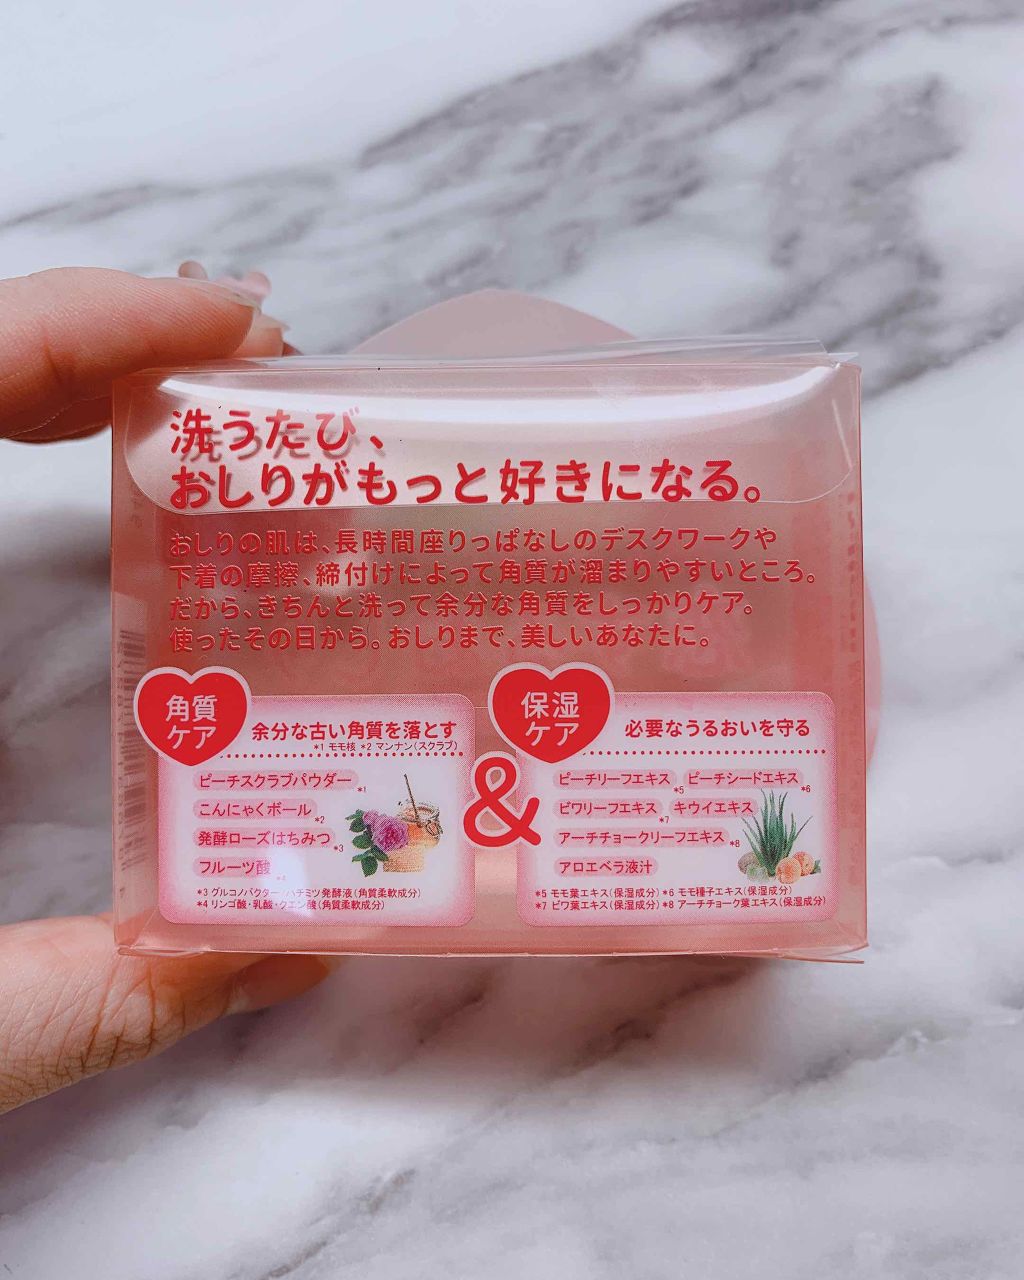 洗うたび、
おしりがもっと好きになる。
おしりの肌は、長時間座りっぱなしのデスクワークや
下着の摩擦、締付けによって角質が溜まりやすいところ。
だから、きちんと洗って余分な角質をしっかりケア。
使ったその日から。おしりまで、美しいあなたに。
角質
ケア
余分な古い角質を落とす
*1 モモ核 *2 マンナン(スクラブ)
ピーチスクラブパウダー*1
こんにゃくボール*2
発酵ローズはちみつ*3
フルーツ酸*4
*3 グルコノバクター/ハチミツ発酵液(角質柔軟成分)
*4 リンゴ酸・乳酸・クエン酸(角質柔軟成分)
&
保湿
ケア
必要なうるおいを守る
ピーチリーフエキス*5 ピーチシードエキス*6
ビワリーフエキス*7 キウイエキス
アーチチョークリーフエキス*8
アロエベラ液汁
*5 モモ葉エキス(保湿成分) *6 モモ種子エキス(保湿成分)
*7 ビワ葉エキス(保湿成分) *8 アーチチョーク葉エキス(保湿成分)